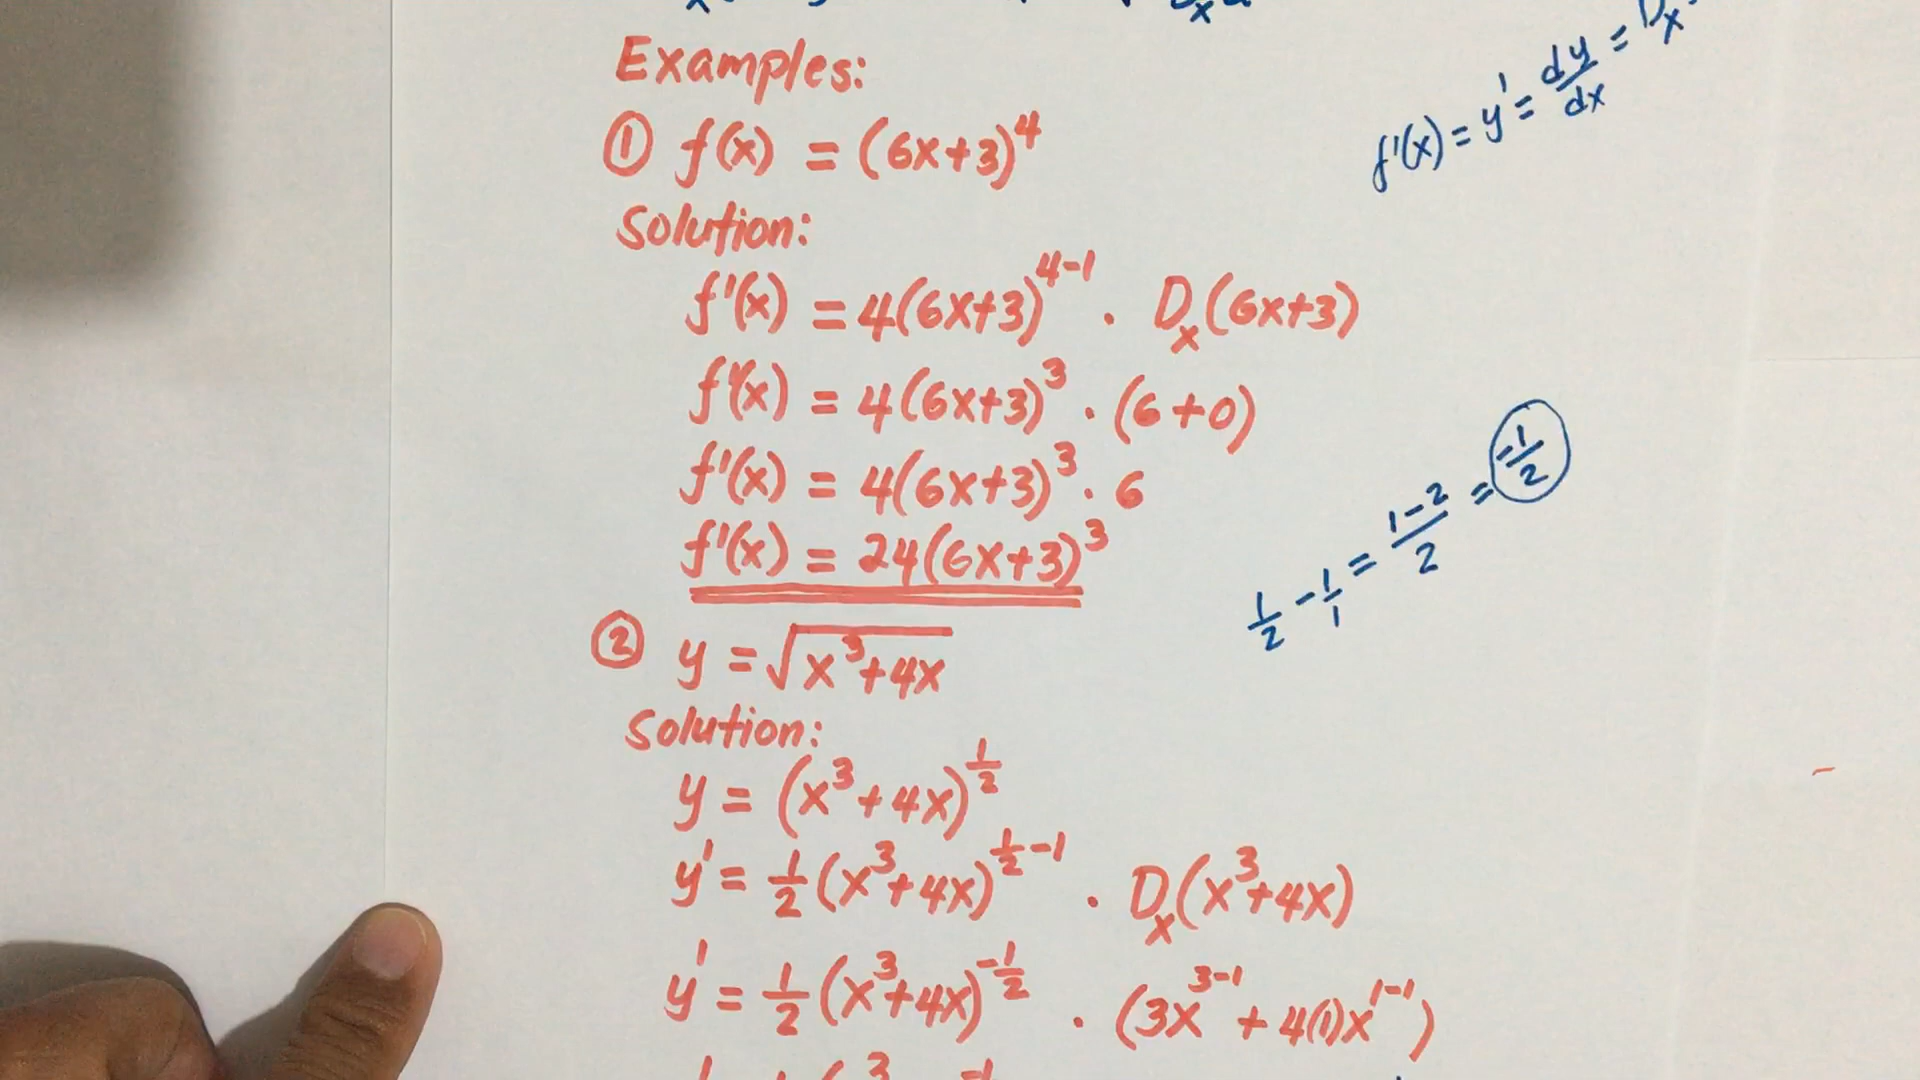 Examples:
① f(x) = (6x+3)⁴
Solution:
f'(x) = 4(6x+3)⁴⁻¹ · Dₓ(6x+3)
f'(x) = 4(6x+3)³ · (6+0)
f'(x) = 4(6x+3)³ · 6
f'(x) = 24(6x+3)³
② y = √(x³+4x)
Solution:
y = (x³+4x)^(1/2)
y' = 1/2 (x³+4x)^(1/2 -1) · Dₓ(x³+4x)
y' = 1/2 (x³+4x)^(-1/2) · (3x³⁻¹ + 4(1)x¹⁻¹)
f'(x) = y' = dy/dx = Dₓ
1/2 - 1/1 = (1-2)/2 = -1/2